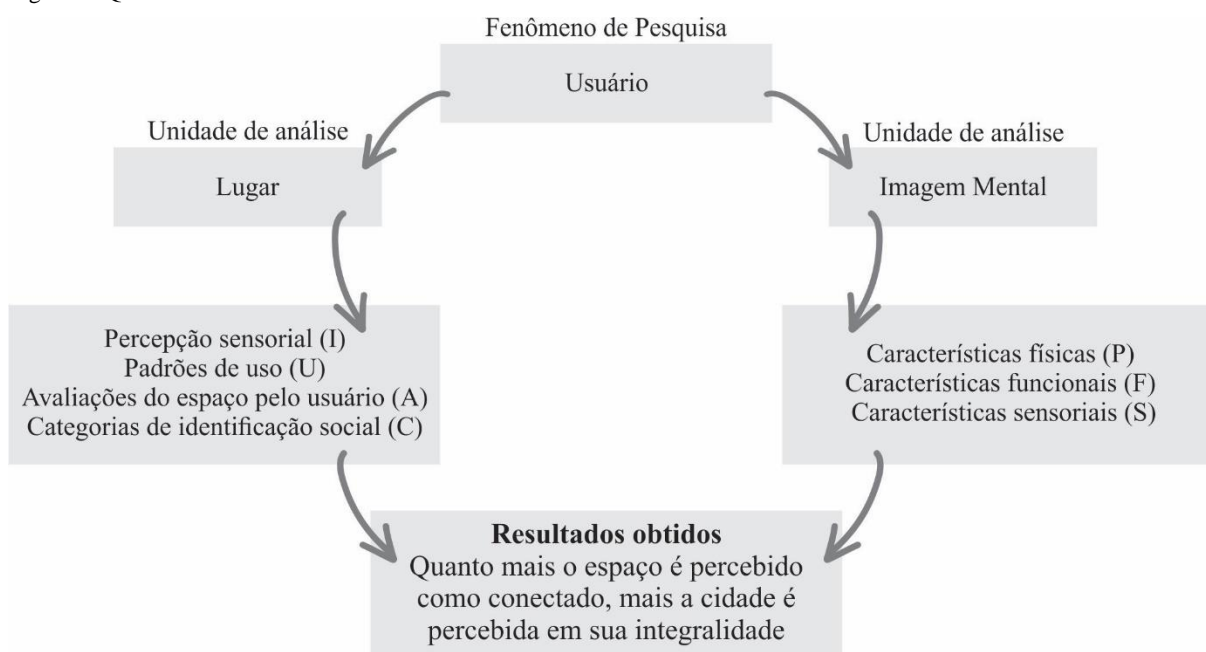 Fenômeno de Pesquisa
Usuário
Unidade de análise
Lugar
Unidade de análise
Imagem Mental
Percepção sensorial (I)
Padrões de uso (U)
Avaliações do espaço pelo usuário (A)
Categorias de identificação social (C)
Características físicas (P)
Características funcionais (F)
Características sensoriais (S)
Resultados obtidos
Quanto mais o espaço é percebido
como conectado, mais a cidade é
percebida em sua integralidade